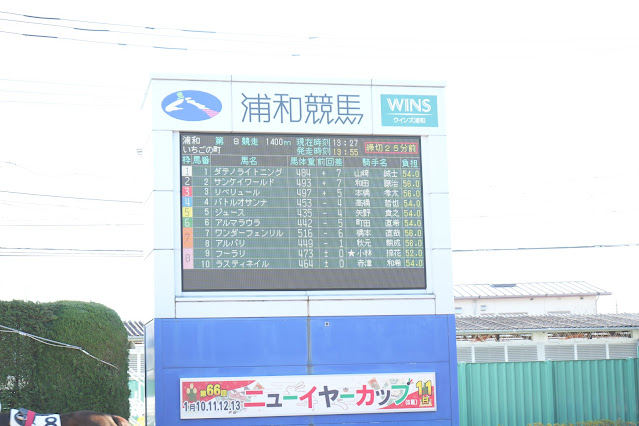 浦和競馬
WINS
ウインズ浦和
浦和 第 8 競走 1400m 現在時刻 13:27
いちごの町 発走時刻 13:55 締切25分前
枠 馬番 馬名 馬体重 前回差 騎手名 負担
1 1 ダテノライトニング 484 + 7 山崎 誠士 54.0
2 2 サンケイワールド 493 + 7 和田 譲治 56.0
3 3 リベリュール 497 + 5 本橋 孝太 56.0
4 4 バトルオサンナ 453 - 4 高橋 哲也 54.0
5 5 ジュース 435 - 4 矢野 貴之 54.0
6 6 アルマラウラ 442 - 5 町田 直希 54.0
7 7 ワンダーフェンリル 516 - 6 橋本 直哉 56.0
8 アルパリ 449 - 1 秋元 耕成 56.0
8 9 フーラリ 473 ± 0 ★小林 捺花 52.0
10 ラスティネイル 464 ± 0 赤津 和希 54.0
第66回 ニューイヤーカップ
1月10.11.12.13 11